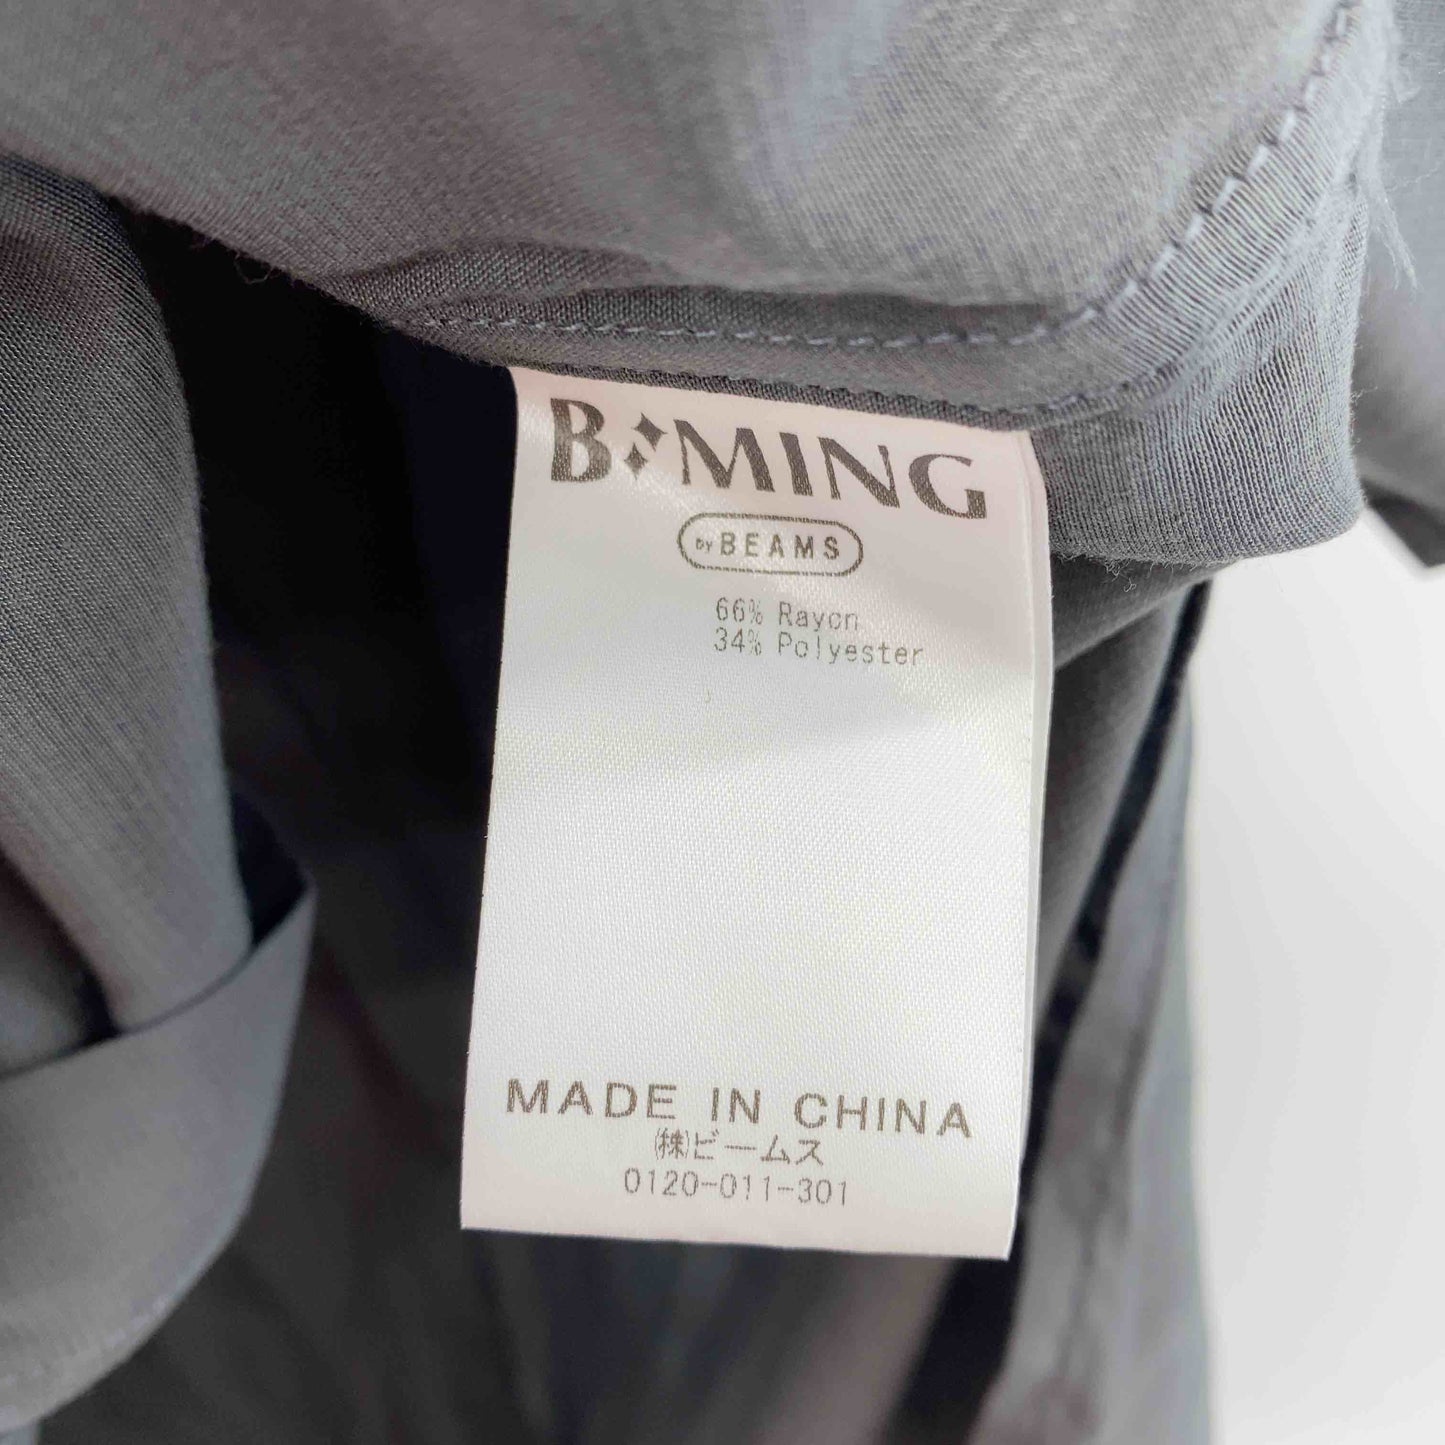 B MING
by BEAMS
66% Rayon
34% Polyester
MADE IN CHINA
㈱ビームス
0120-011-301